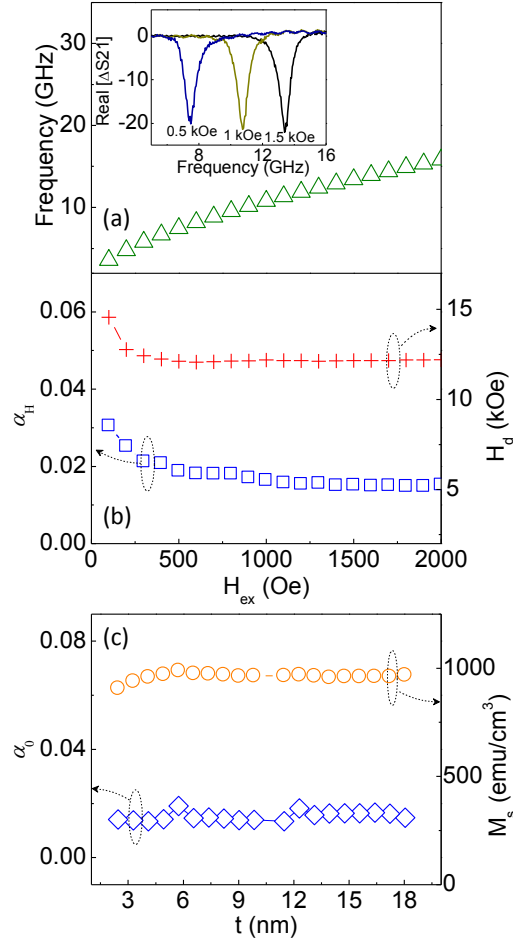 30
20
10
Frequency (GHz)
(a)
0
-10
-20
Real [ΔS21]
0.5 kOe
1 kOe
1.5 kOe
8
12
16
Frequency (GHz)
0.06
0.04
0.02
0.00
α_H
(b)
15
10
5
H_d (kOe)
0
500
1000
1500
2000
H_ex (Oe)
(c)
0.08
0.04
0.00
α_0
1000
500
0
M_s (emu/cm^3)
3
6
9
12
15
18
t (nm)